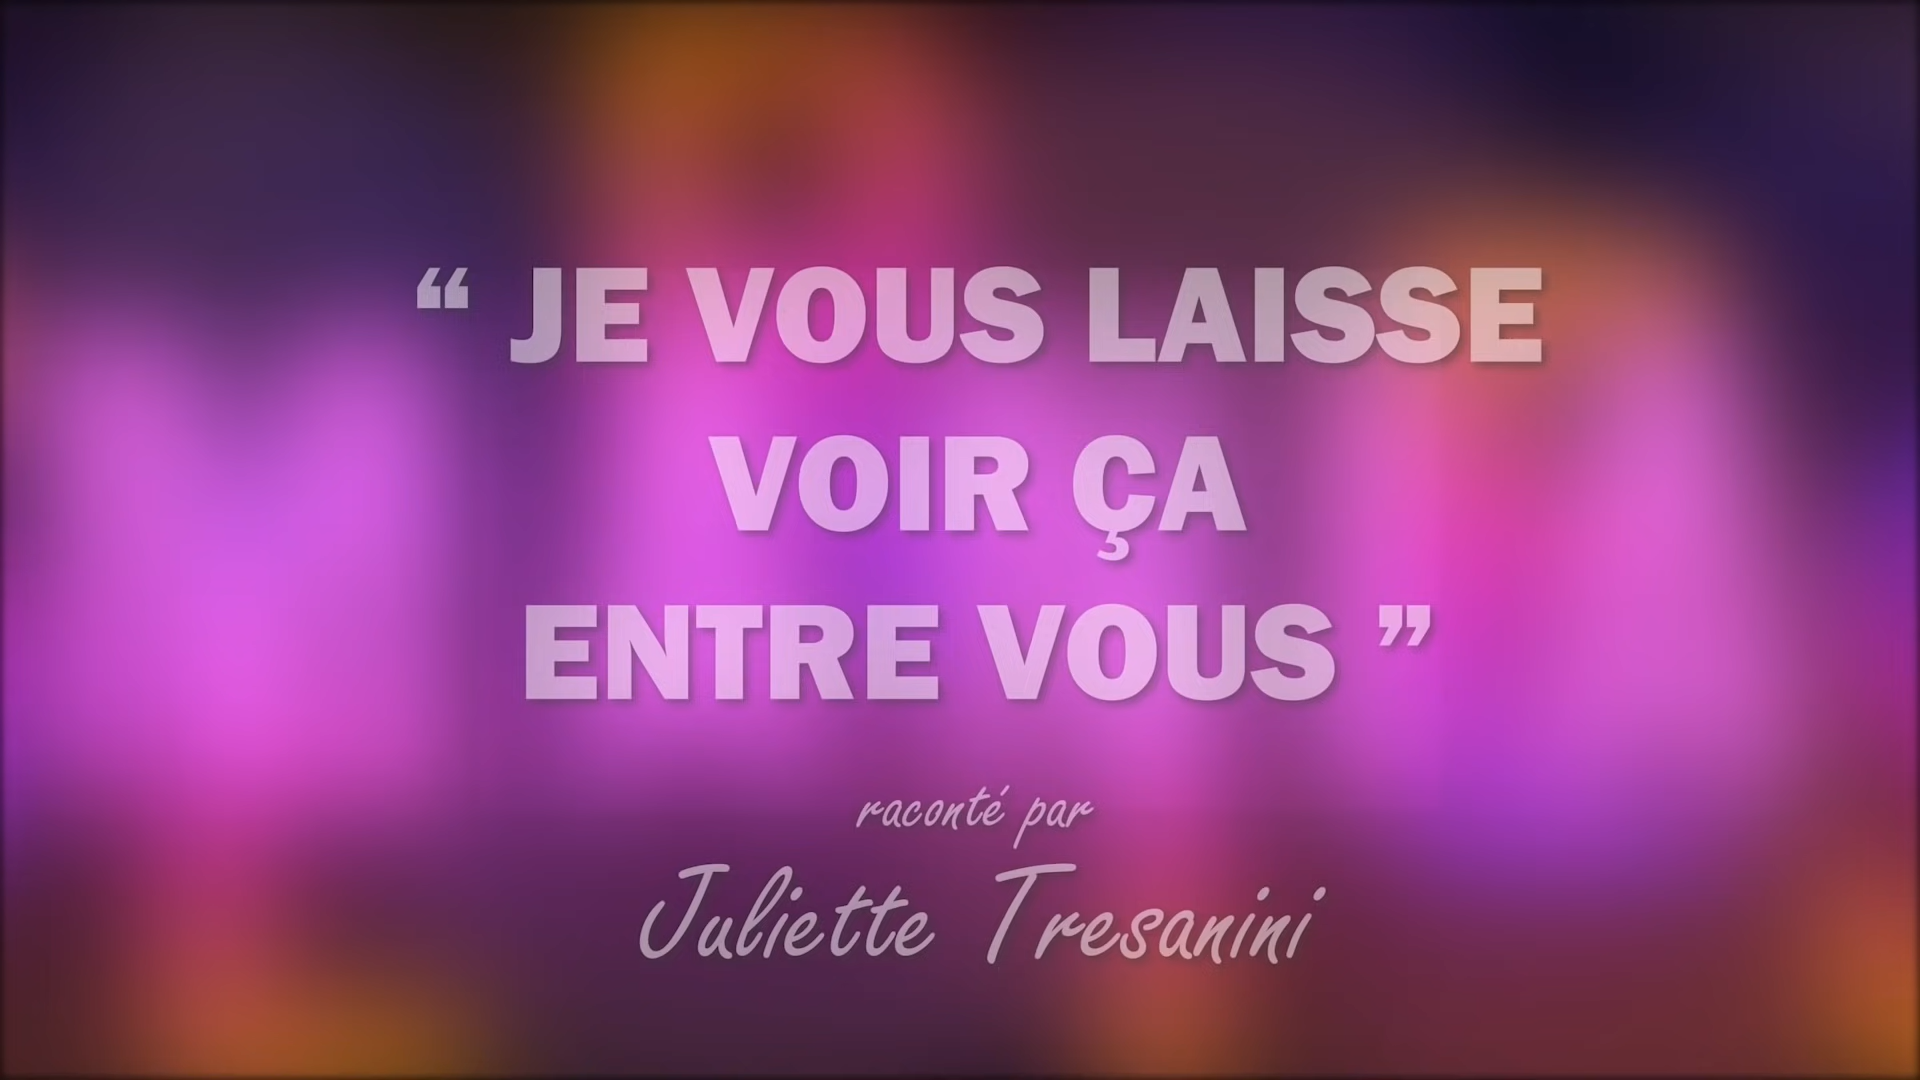 “ JE VOUS LAISSE
VOIR ÇA
ENTRE VOUS ”
raconté par
Juliette Tresanini